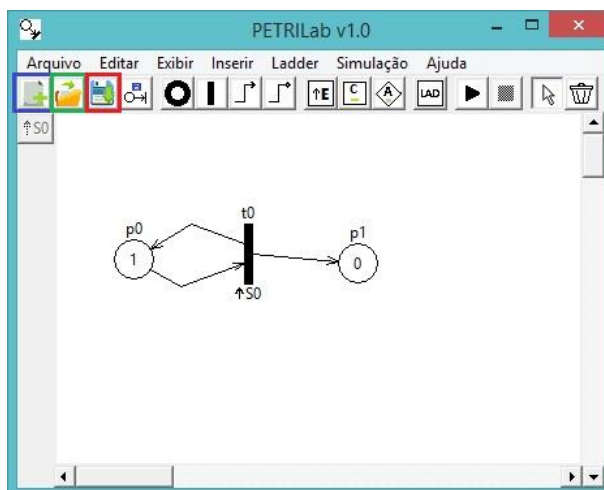 PETRILab v1.0
Arquivo Editar Exibir Inserir Ladder Simulação Ajuda
↑E C A LAD
↑S0
t0
p0
p1
1
0
↑S0